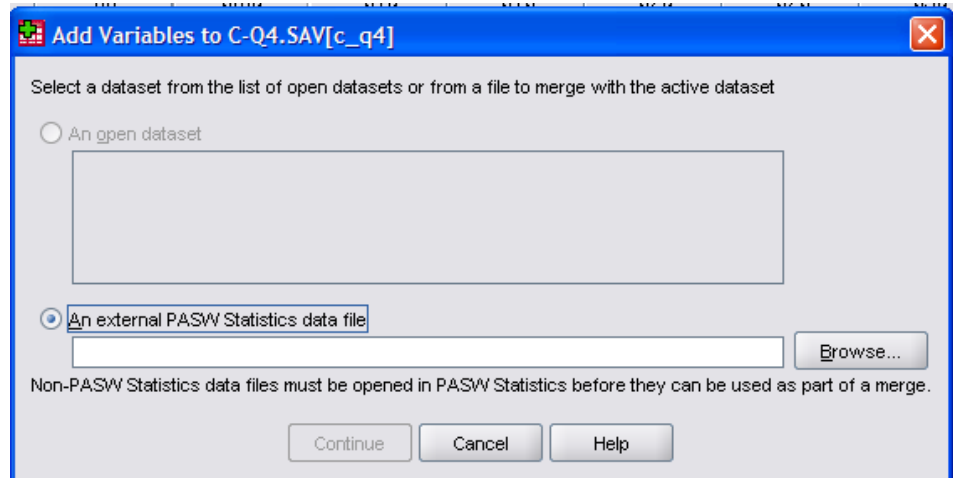 Add Variables to C-Q4.SAV[c_q4]
Select a dataset from the list of open datasets or from a file to merge with the active dataset
An open dataset
An external PASW Statistics data file
Browse...
Non-PASW Statistics data files must be opened in PASW Statistics before they can be used as part of a merge.
Continue Cancel Help